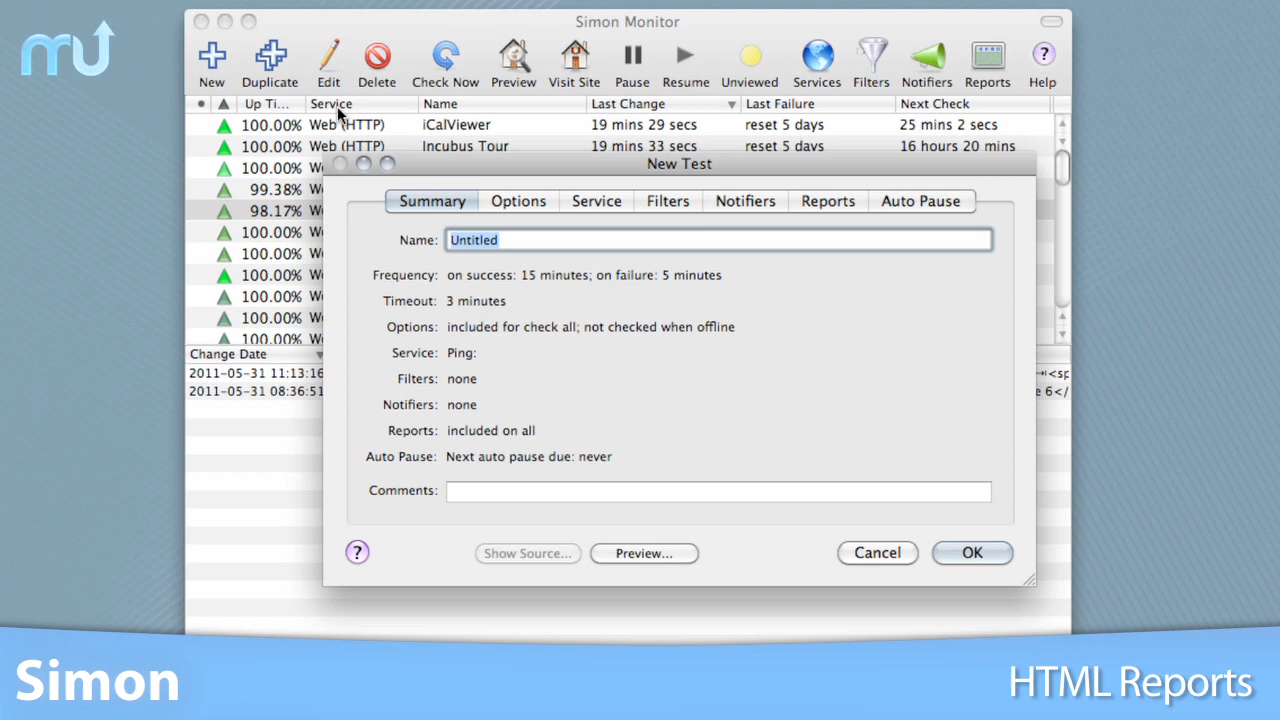 mu
Simon Monitor
New Duplicate Edit Delete Check Now Preview Visit Site Pause Resume Unviewed Services Filters Notifiers Reports ? Help
Up Ti... Service Name Last Change Last Failure Next Check
100.00% Web (HTTP) iCalViewer 19 mins 29 secs reset 5 days 25 mins 2 secs
100.00% Web (HTTP) Incubus Tour 19 mins 33 secs reset 5 days 16 hours 20 mins
100.00% W
99.38% W
98.17% W
100.00% W
100.00% W
100.00% W
100.00% W
100.00% W
100.00% W
Change Date
2011-05-31 11:13:16 <sp
2011-05-31 08:36:51 e 6</
New Test
Summary Options Service Filters Notifiers Reports Auto Pause
Name: Untitled
Frequency: on success: 15 minutes; on failure: 5 minutes
Timeout: 3 minutes
Options: included for check all; not checked when offline
Service: Ping:
Filters: none
Notifiers: none
Reports: included on all
Auto Pause: Next auto pause due: never
Comments:
? Show Source... Preview... Cancel OK
Simon
HTML Reports